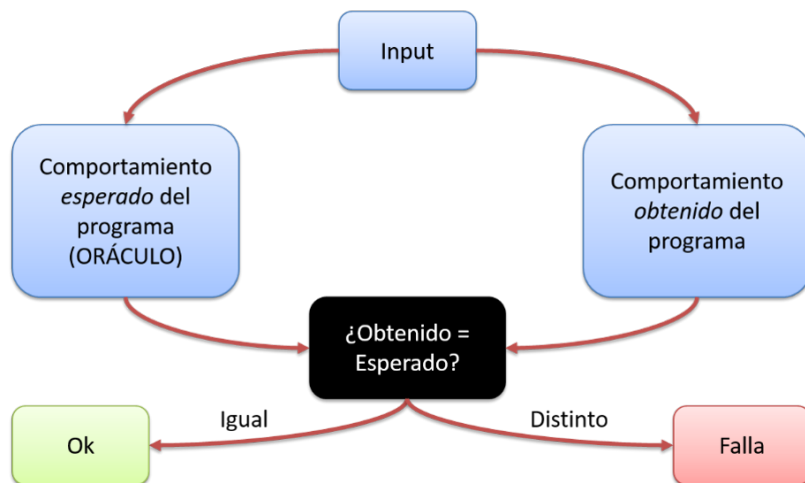 Input
Comportamiento
esperado del
programa
(ORÁCULO)
Comportamiento
obtenido del
programa
¿Obtenido =
Esperado?
Igual
Distinto
Ok
Falla